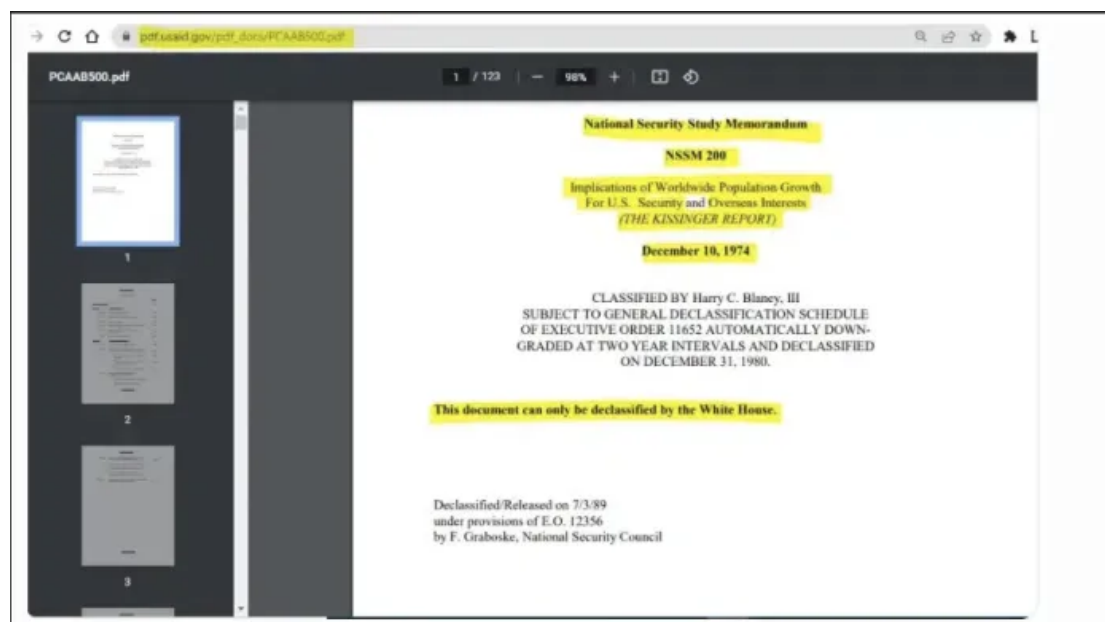 pdf.usaid.gov/pdf_docs/PCAAB500.pdf
L
PCAAB500.pdf
1 / 123
98%
National Security Study Memorandum
NSSM 200
Implications of Worldwide Population Growth
For U.S. Security and Overseas Interests
(THE KISSINGER REPORT)
December 10, 1974
CLASSIFIED BY Harry C. Blaney, III
SUBJECT TO GENERAL DECLASSIFICATION SCHEDULE
OF EXECUTIVE ORDER 11652 AUTOMATICALLY DOWN-
GRADED AT TWO YEAR INTERVALS AND DECLASSIFIED
ON DECEMBER 31, 1980.
This document can only be declassified by the White House.
Declassified/Released on 7/3/89
under provisions of E.O. 12356
by F. Graboske, National Security Council
1
2
3